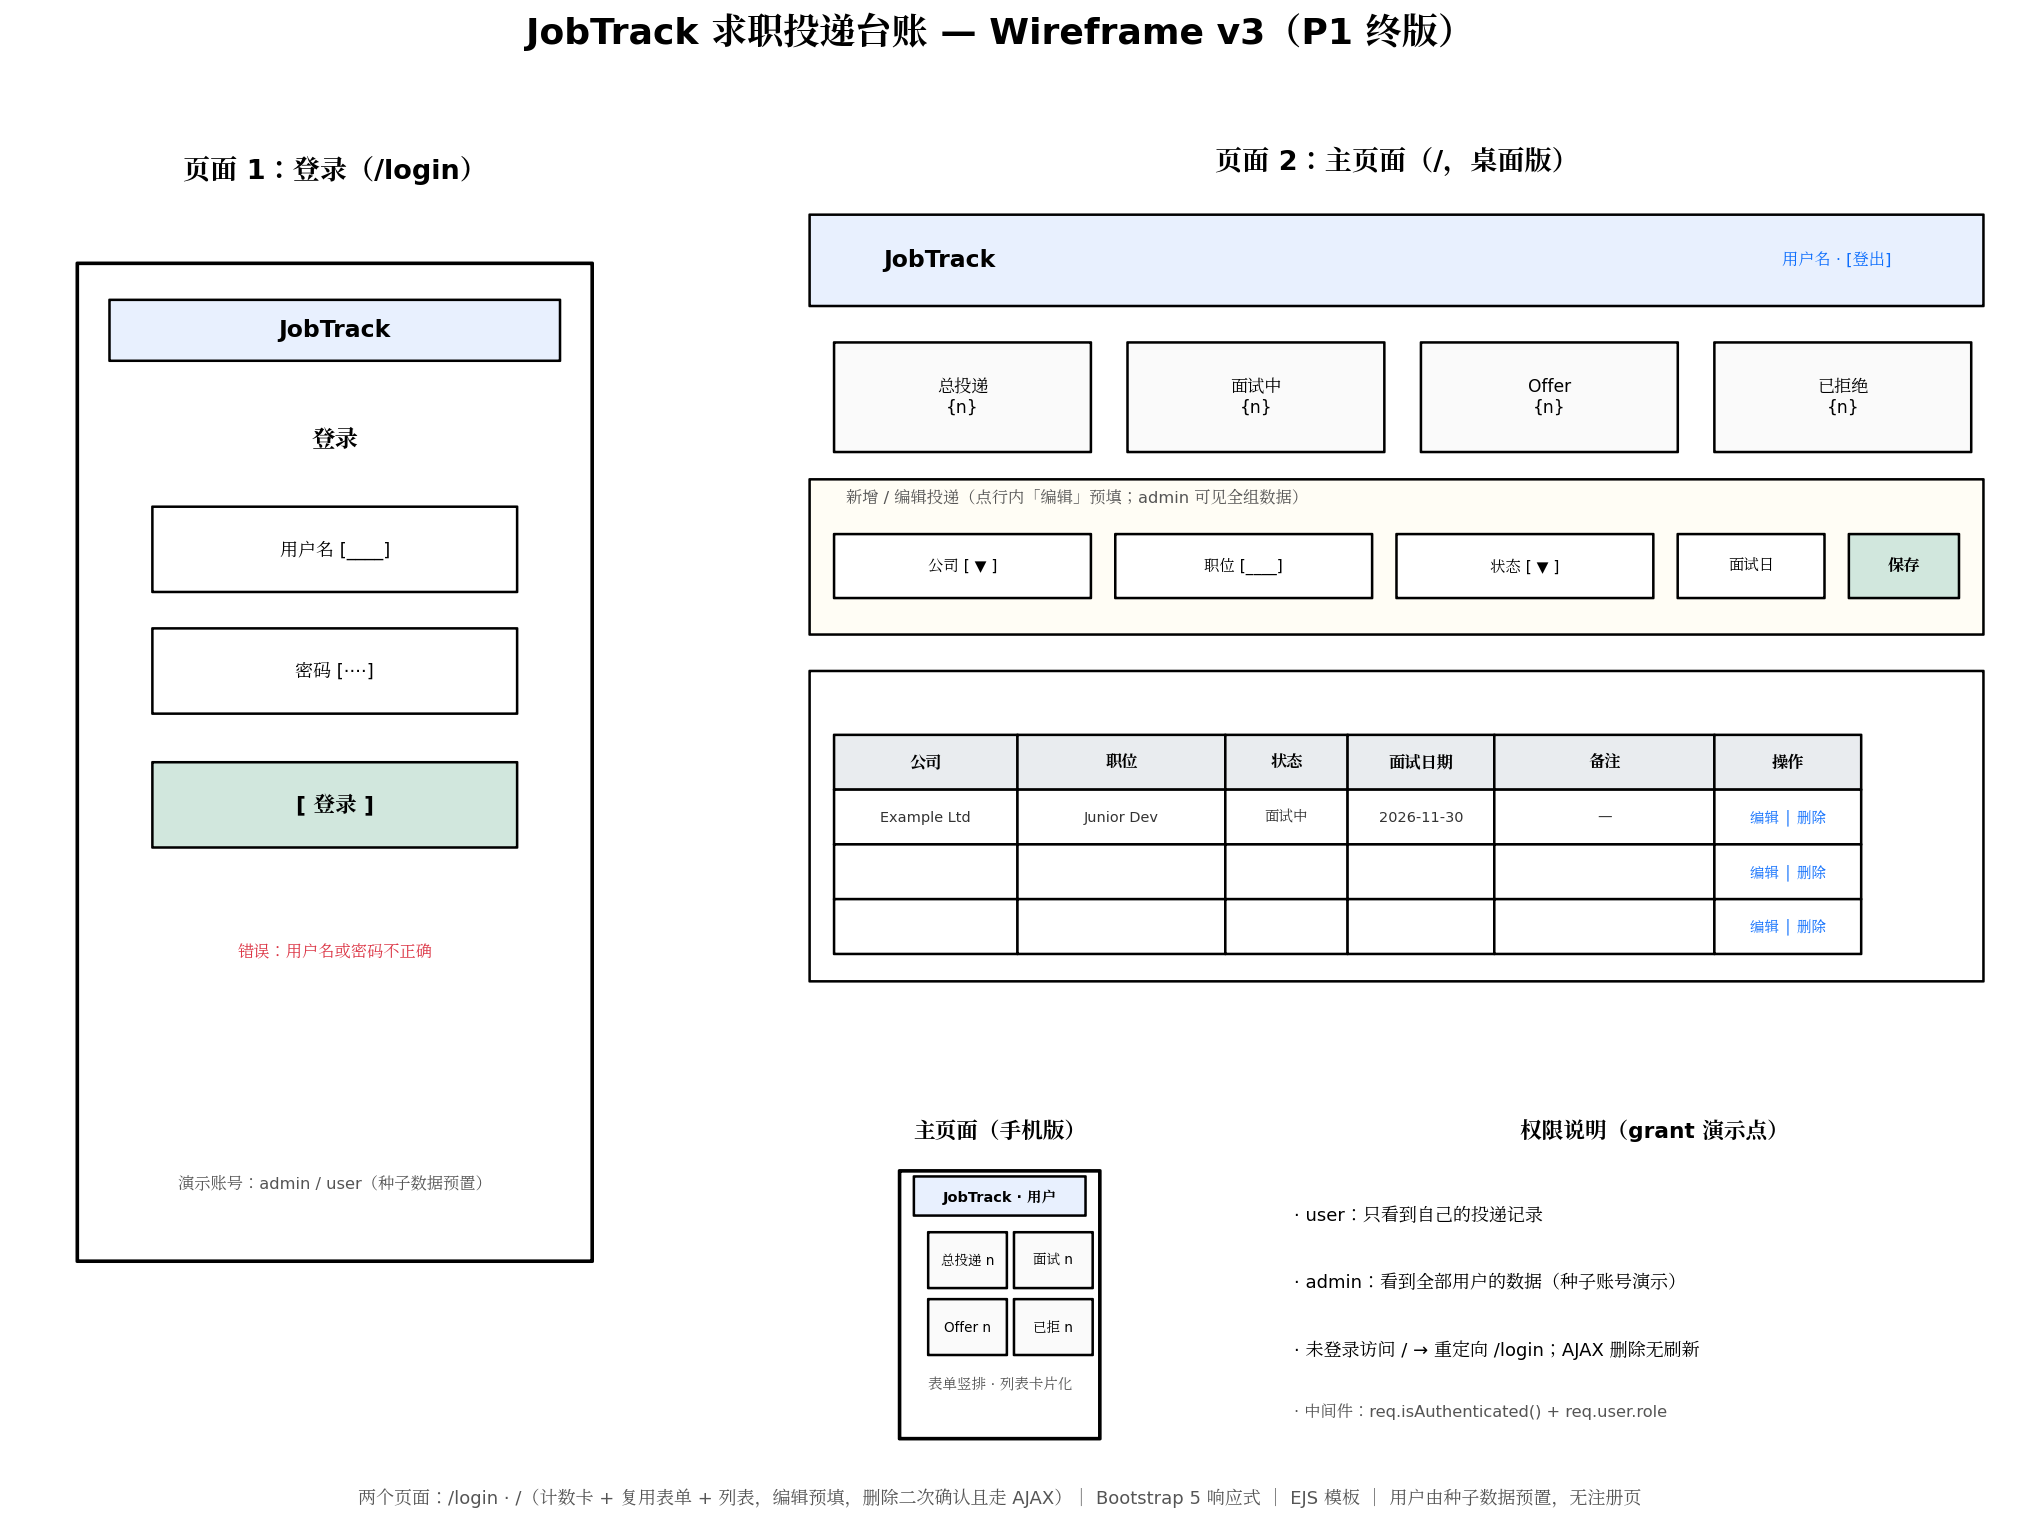 JobTrack 求职投递台账 — Wireframe v3（P1 终版）
页面 1：登录（/login）
JobTrack
登录
用户名 [____]
密码 [····]
[ 登录 ]
错误：用户名或密码不正确
演示账号：admin / user（种子数据预置）
页面 2：主页面（/，桌面版）
JobTrack
用户名 · [登出]
总投递
{n}
面试中
{n}
Offer
{n}
已拒绝
{n}
新增 / 编辑投递（点行内「编辑」预填；admin 可见全组数据）
公司 [ ▼ ]
职位 [____]
状态 [ ▼ ]
面试日
保存
公司 职位 状态 面试日期 备注 操作
Example Ltd Junior Dev 面试中 2026-11-30 — 编辑 | 删除
编辑 | 删除
编辑 | 删除
主页面（手机版）
JobTrack · 用户
总投递 n
面试 n
Offer n
已拒 n
表单竖排 · 列表卡片化
权限说明（grant 演示点）
· user：只看到自己的投递记录
· admin：看到全部用户的数据（种子账号演示）
· 未登录访问 / → 重定向 /login；AJAX 删除无刷新
· 中间件：req.isAuthenticated() + req.user.role
两个页面：/login · /（计数卡 + 复用表单 + 列表，编辑预填，删除二次确认且走 AJAX）｜ Bootstrap 5 响应式 ｜ EJS 模板 ｜ 用户由种子数据预置，无注册页